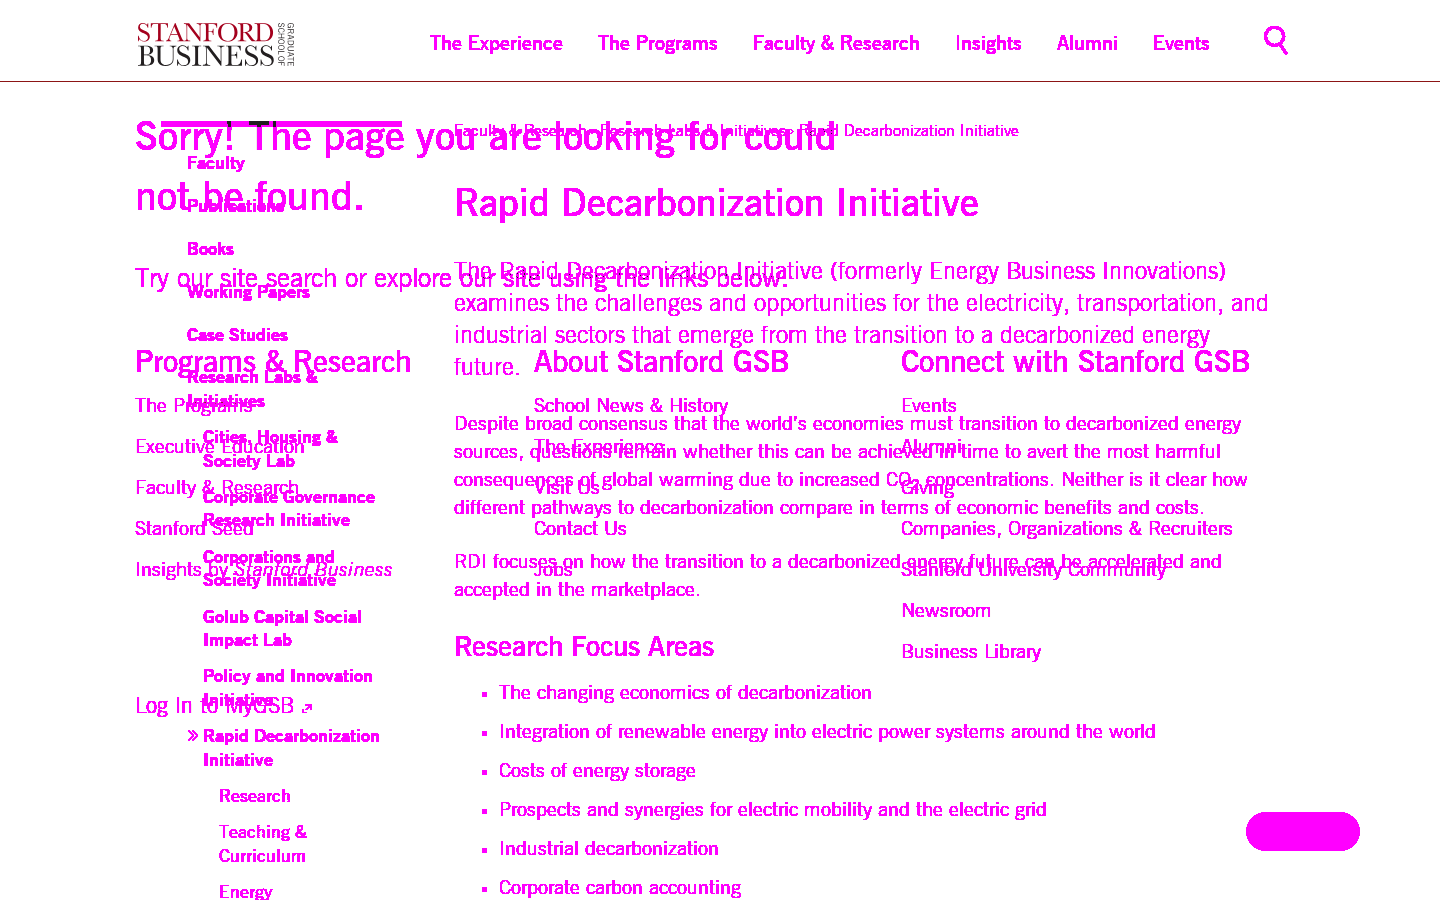 STANFORD
BUSINESS
GRADUATE
SCHOOL OF
The Experience
The Programs
Faculty & Research
Insights
Alumni
Events
Sorry! The page you are looking for could
not be found.
Try our site search or explore our site using the links below.
Programs & Research
The Programs
Executive Education
Faculty & Research
Stanford Seed
Insights by Stanford Business
Log In to MyGSB
About Stanford GSB
School News & History
The Experience
Visit Us
Contact Us
Jobs
Connect with Stanford GSB
Events
Alumni
Giving
Companies, Organizations & Recruiters
Stanford University Community
Newsroom
Business Library
Faculty
Publications
Books
Working Papers
Case Studies
Research Labs &
Initiatives
Cities, Housing &
Society Lab
Corporate Governance
Research Initiative
Corporations and
Society Initiative
Golub Capital Social
Impact Lab
Policy and Innovation
Initiative
» Rapid Decarbonization
Initiative
Research
Teaching &
Curriculum
Energy
Faculty & Research › Research Labs & Initiatives › Rapid Decarbonization Initiative
Rapid Decarbonization Initiative
The Rapid Decarbonization Initiative (formerly Energy Business Innovations)
examines the challenges and opportunities for the electricity, transportation, and
industrial sectors that emerge from the transition to a decarbonized energy
future.
Despite broad consensus that the world's economies must transition to decarbonized energy
sources, questions remain whether this can be achieved in time to avert the most harmful
consequences of global warming due to increased CO₂ concentrations. Neither is it clear how
different pathways to decarbonization compare in terms of economic benefits and costs.
RDI focuses on how the transition to a decarbonized energy future can be accelerated and
accepted in the marketplace.
Research Focus Areas
▪ The changing economics of decarbonization
▪ Integration of renewable energy into electric power systems around the world
▪ Costs of energy storage
▪ Prospects and synergies for electric mobility and the electric grid
▪ Industrial decarbonization
▪ Corporate carbon accounting